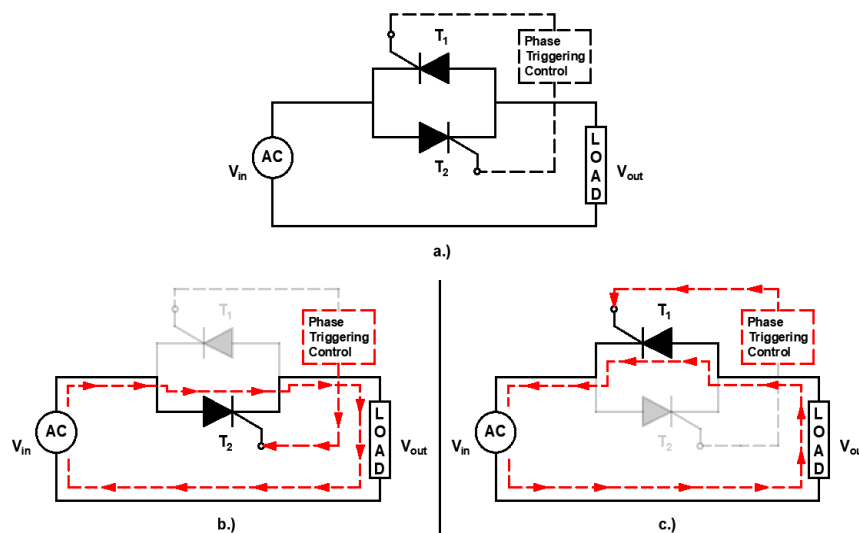 T1
Phase
Triggering
Control
AC
Vin
T2
LOAD
Vout
a.)
T1
Phase
Triggering
Control
AC
Vin
T2
LOAD
Vout
b.)
T1
Phase
Triggering
Control
AC
Vin
T2
LOAD
Vou
c.)